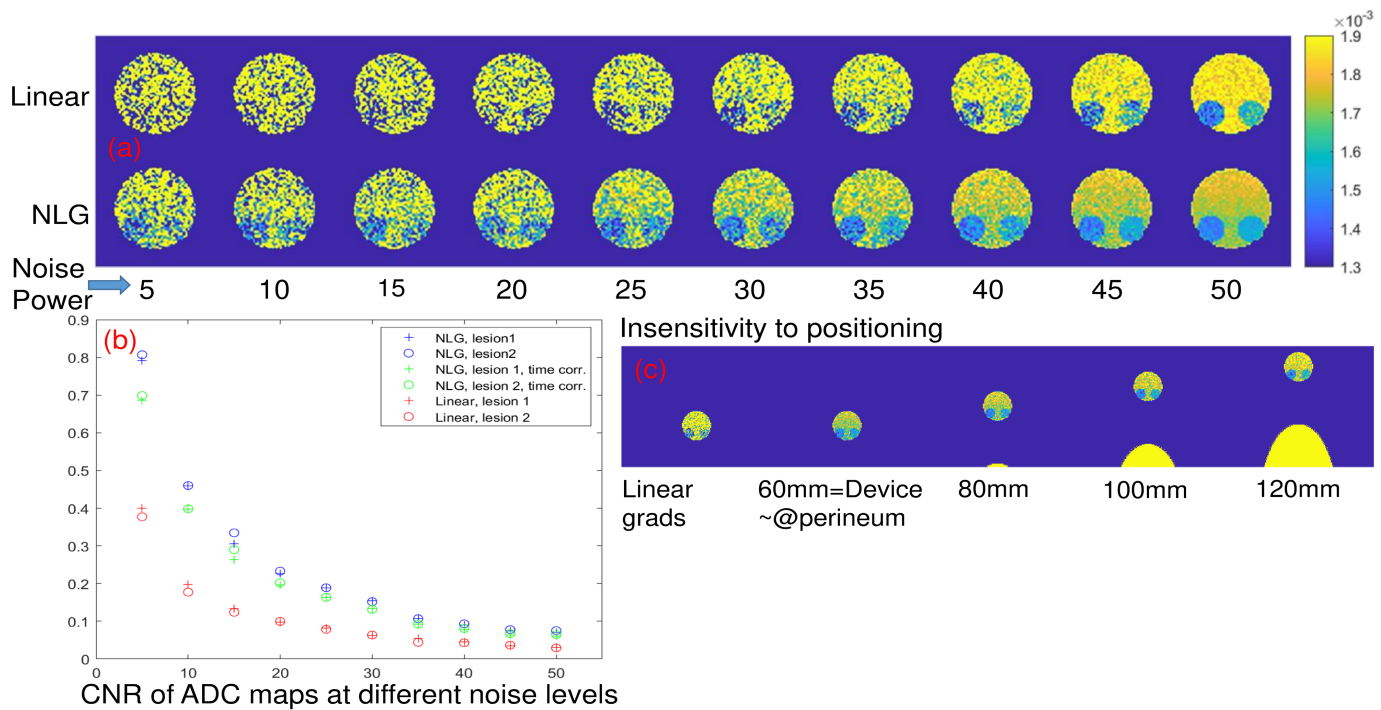 ×10⁻³
Linear
(a)
NLG
1.9
1.8
1.7
1.6
1.5
1.4
1.3
Noise
Power
5 10 15 20 25 30 35 40 45 50
(b)
0.9
0.8
0.7
0.6
0.5
0.4
0.3
0.2
0.1
0
0 10 20 30 40 50
NLG, lesion1
NLG, lesion2
NLG, lesion 1, time corr.
NLG, lesion 2, time corr.
Linear, lesion 1
Linear, lesion 2
CNR of ADC maps at different noise levels
Insensitivity to positioning
(c)
Linear
grads
60mm=Device
~@perineum
80mm
100mm
120mm